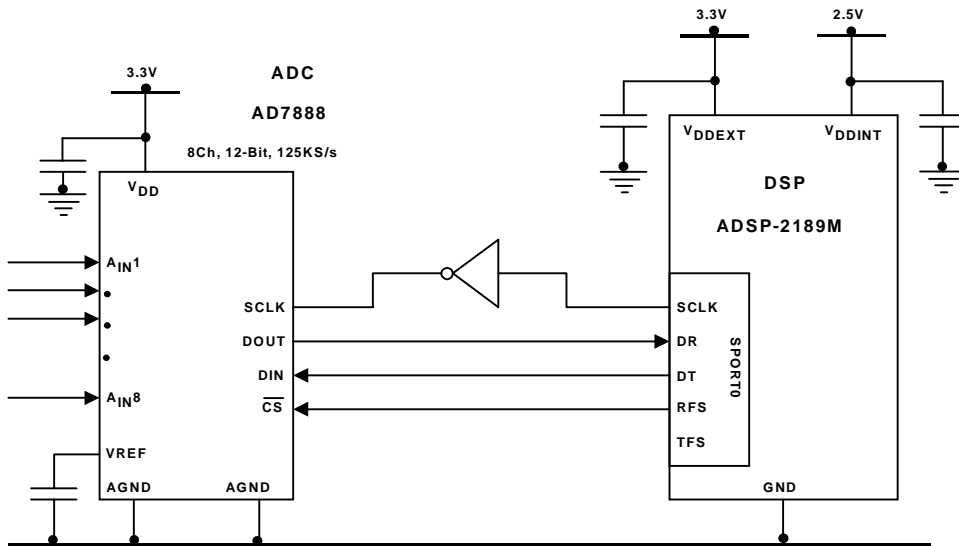 3.3V
2.5V
3.3V
ADC
AD7888
8Ch, 12-Bit, 125KS/s
VDD
AIN1
AIN8
VREF
AGND
AGND
SCLK
DOUT
DIN
CS
VDDEXT
VDDINT
DSP
ADSP-2189M
SCLK
DR
DT
RFS
TFS
SPORT0
GND